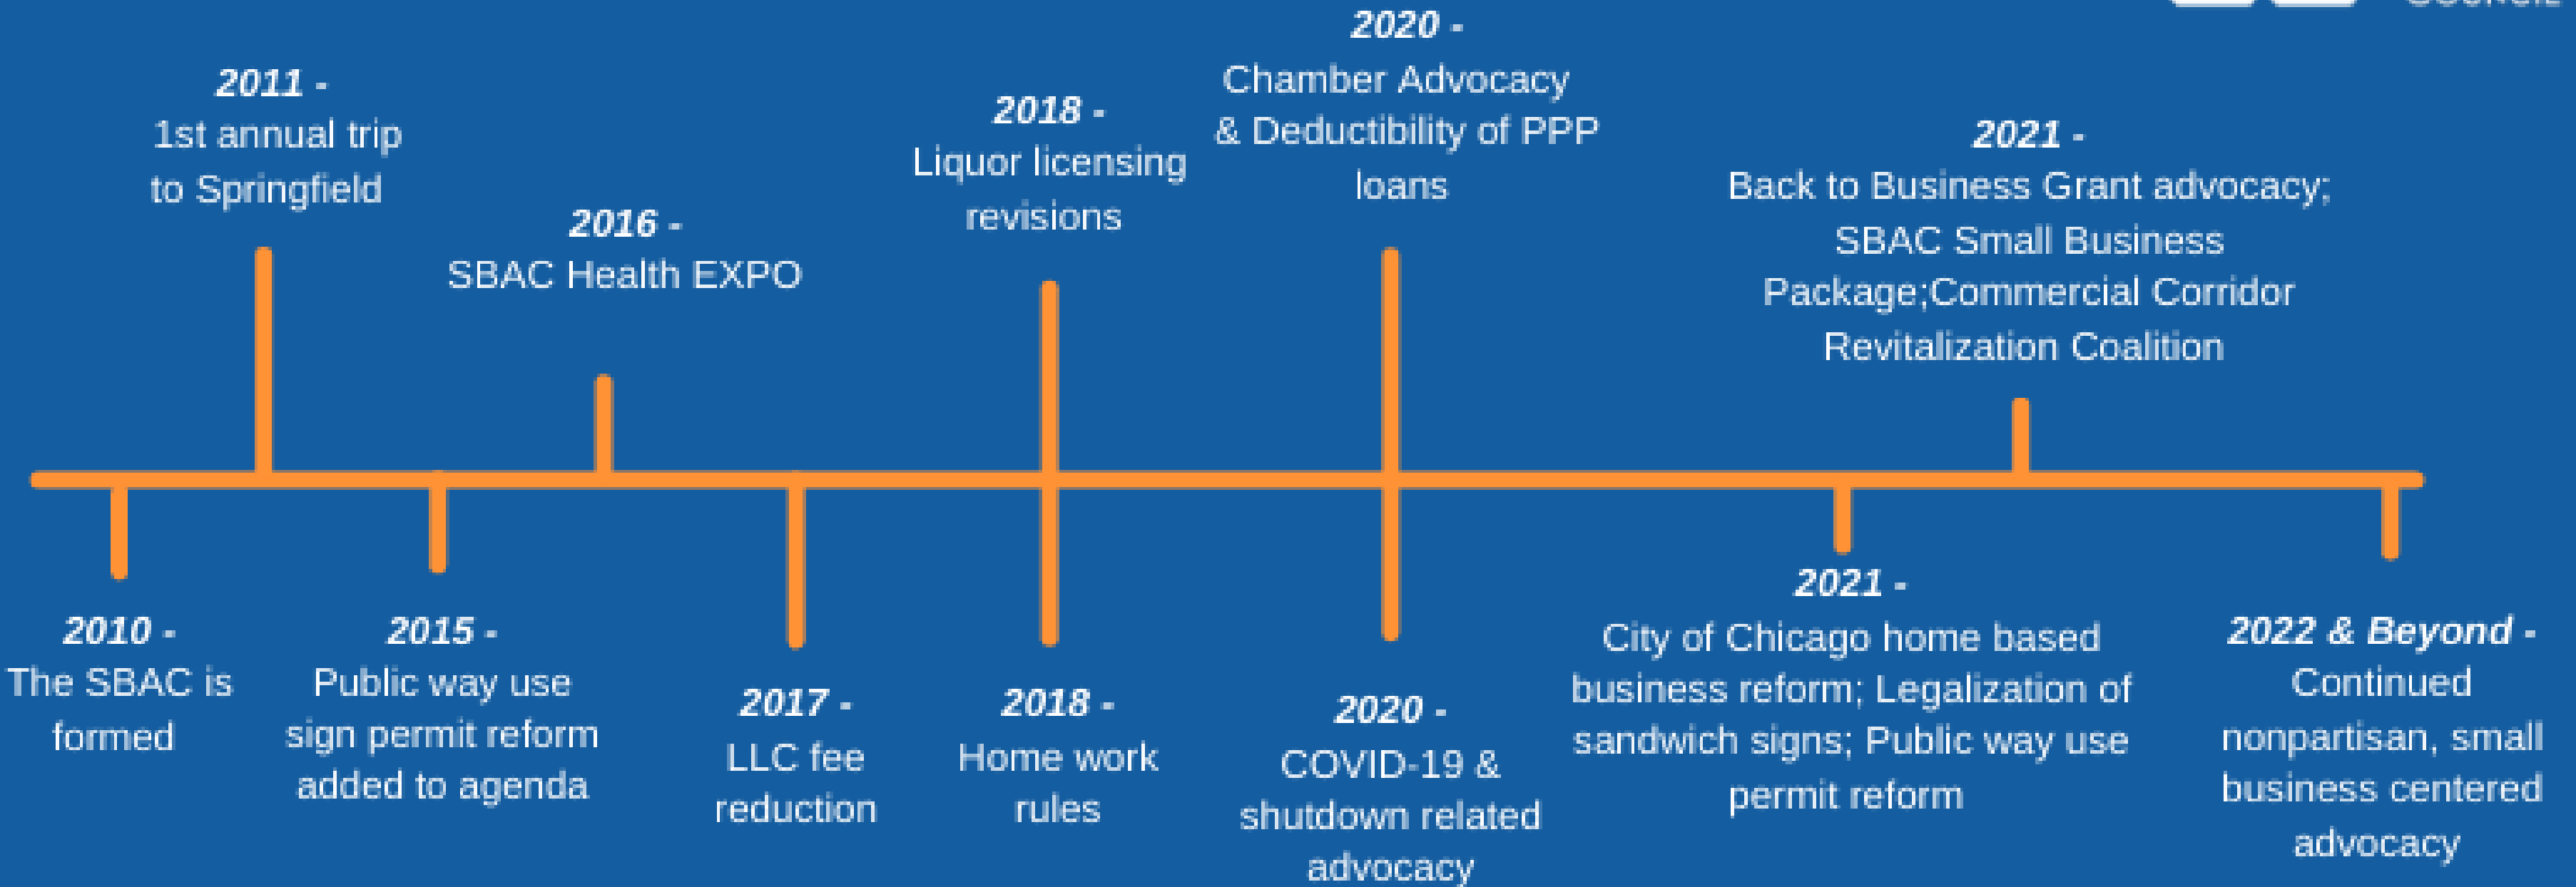 COUNCIL
2011 -
1st annual trip
to Springfield
2016 -
SBAC Health EXPO
2018 -
Liquor licensing
revisions
2020 -
Chamber Advocacy
& Deductibility of PPP
loans
2021 -
Back to Business Grant advocacy;
SBAC Small Business
Package;Commercial Corridor
Revitalization Coalition
2010 -
The SBAC is
formed
2015 -
Public way use
sign permit reform
added to agenda
2017 -
LLC fee
reduction
2018 -
Home work
rules
2020 -
COVID-19 &
shutdown related
advocacy
2021 -
City of Chicago home based
business reform; Legalization of
sandwich signs; Public way use
permit reform
2022 & Beyond -
Continued
nonpartisan, small
business centered
advocacy